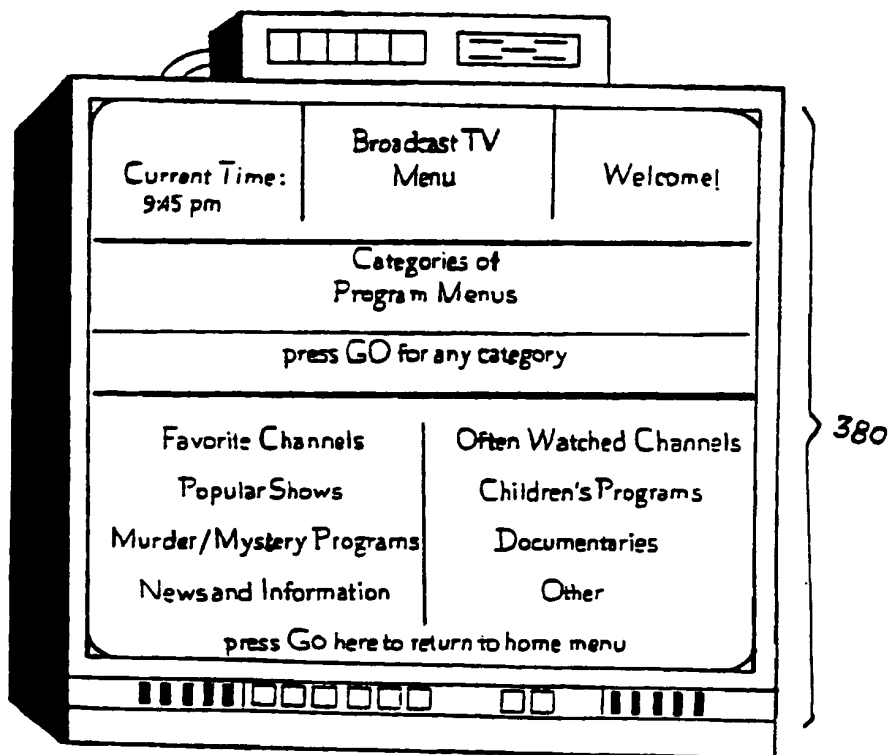 Broadcast TV
Menu
Current Time:
9:45 pm
Welcome!
Categories of
Program Menus
press GO for any category
Favorite Channels
Often Watched Channels
Popular Shows
Children's Programs
Murder/Mystery Programs
Documentaries
News and Information
Other
press Go here to return to home menu
380